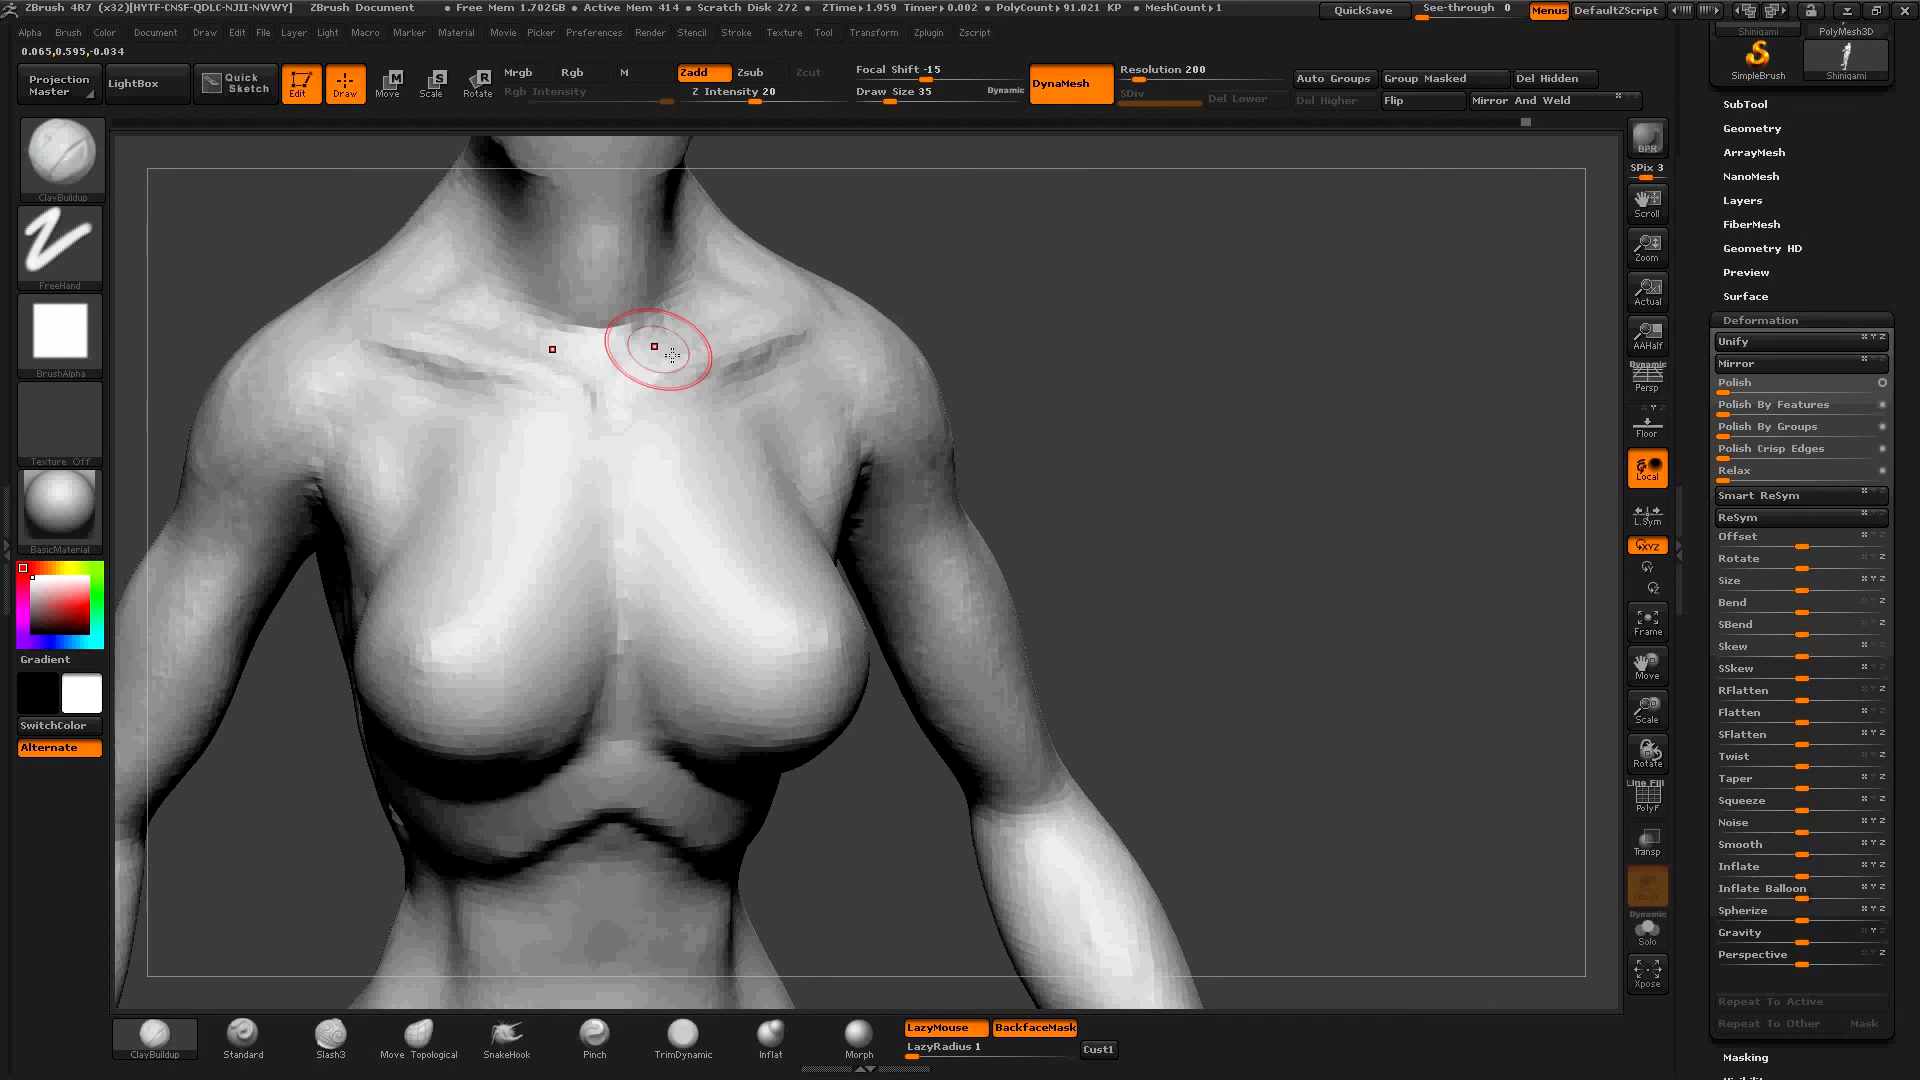 ZBrush 4R7 (x32)[HYTF-CNSF-QDLC-NJII-NWWY] ZBrush Document • Free Mem 1.702GB • Active Mem 414 • Scratch Disk 272 • ZTime▶1.959 Timer▶0.002 • PolyCount▶91.021 KP • MeshCount▶1 QuickSave See-through 0 Menus DefaultZScript
Alpha Brush Color Document Draw Edit File Layer Light Macro Marker Material Movie Picker Preferences Render Stencil Stroke Texture Tool Transform Zplugin Zscript
0.065,0.595,-0.034
Projection Master
LightBox
Quick Sketch
Edit
Draw
Move
Scale
Rotate
Mrgb Rgb M
Rgb Intensity
Zadd Zsub Zcut
Z Intensity 20
Focal Shift -15
Draw Size 35 Dynamic
DynaMesh
Resolution 200
SDiv Del Lower
Auto Groups Group Masked Del Hidden
Del Higher Flip Mirror And Weld
ClayBuildup
FreeHand
BrushAlpha
Texture Off
BasicMaterial
Gradient
SwitchColor
Alternate
BPR
SPix 3
Scroll
Zoom
Actual
AAHalf
Dynamic
Persp
Floor
Local
L.Sym
XYZ
Frame
Move
Scale
Rotate
Line Fill
PolyF
Transp
Dynamic
Solo
Xpose
Shinigami PolyMesh3D
SimpleBrush Shinigami
SubTool
Geometry
ArrayMesh
NanoMesh
Layers
FiberMesh
Geometry HD
Preview
Surface
Deformation
Unify
Mirror
Polish
Polish By Features
Polish By Groups
Polish Crisp Edges
Relax
Smart ReSym
ReSym
Offset
Rotate
Size
Bend
SBend
Skew
SSkew
RFlatten
Flatten
SFlatten
Twist
Taper
Squeeze
Noise
Smooth
Inflate
Inflate Balloon
Spherize
Gravity
Perspective
Repeat To Active
Repeat To Other Mask
Masking
ClayBuildup Standard Slash3 Move Topological SnakeHook Pinch TrimDynamic Inflat Morph
LazyMouse BackfaceMask
LazyRadius 1 Cust1